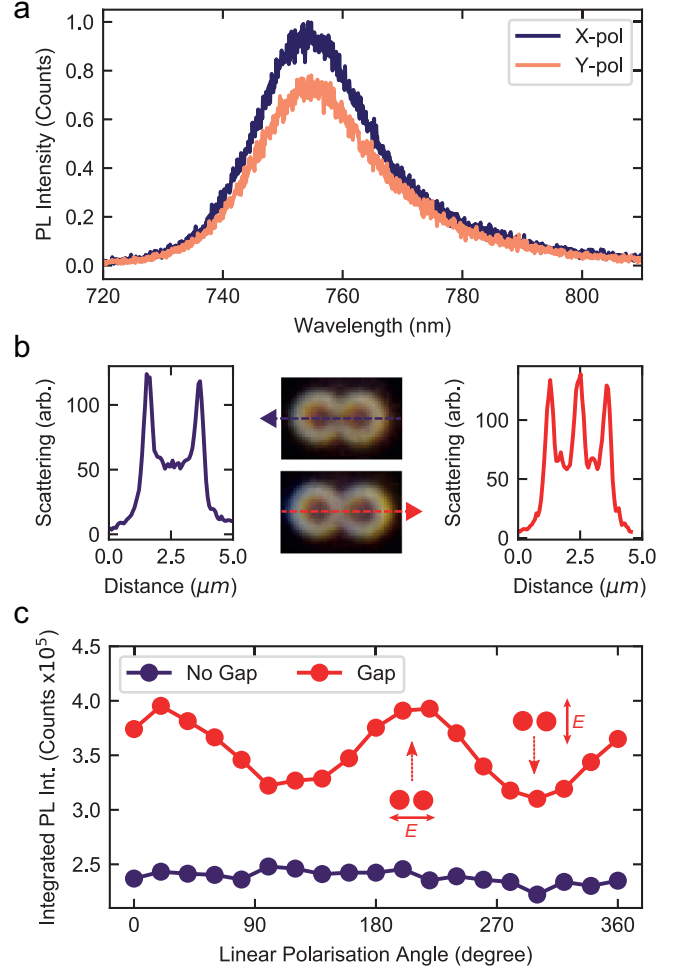 a
PL Intensity (Counts)
1.0
0.8
0.6
0.4
0.2
0.0
X-pol
Y-pol
720 740 760 780 800
Wavelength (nm)
b
Scattering (arb.)
100
50
0
0.0 2.5 5.0
Distance (μm)
Scattering (arb.)
100
50
0
0.0 2.5 5.0
Distance (μm)
c
Integrated PL Int. (Counts x10⁵)
4.5
4.0
3.5
3.0
2.5
No Gap Gap
E
E
0 90 180 270 360
Linear Polarisation Angle (degree)